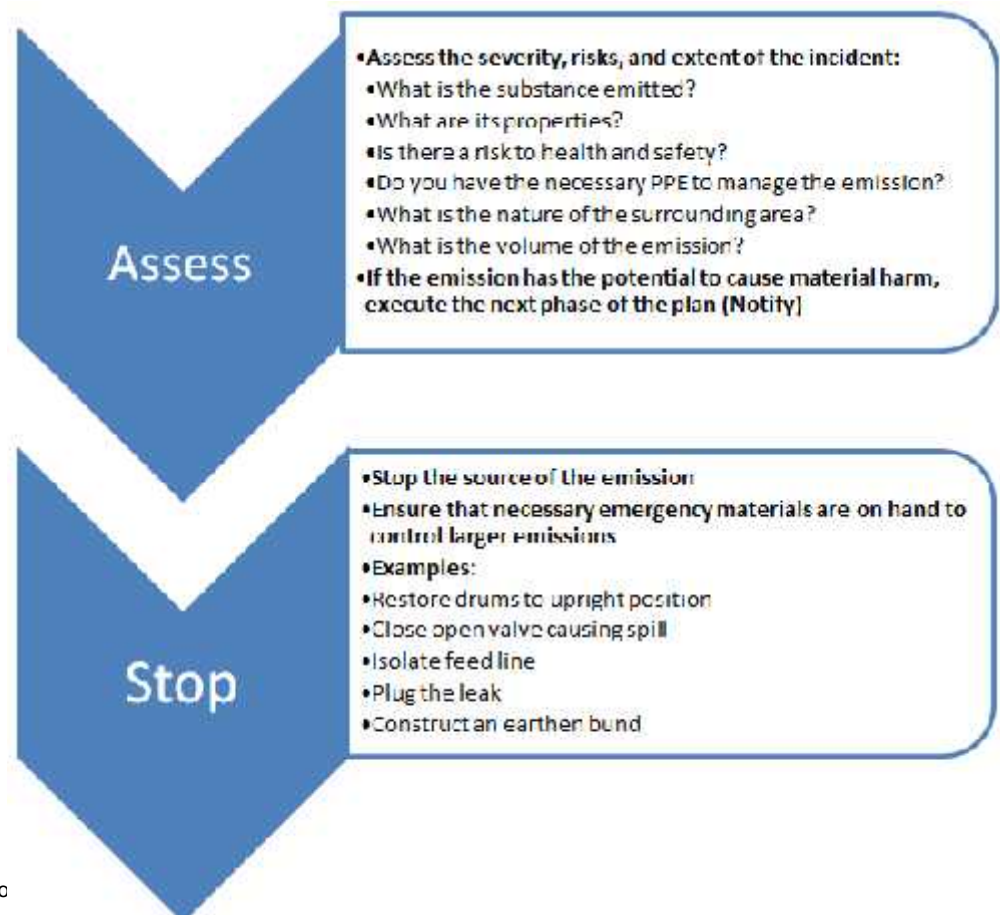 Assess
•Assess the severity, risks, and extent of the incident:
•What is the substance emitted?
•What are its properties?
•Is there a risk to health and safety?
•Do you have the necessary PPE to manage the emission?
•What is the nature of the surrounding area?
•What is the volume of the emission?
•If the emission has the potential to cause material harm,
execute the next phase of the plan (Notify)
Stop
•Stop the source of the emission
•Ensure that necessary emergency materials are on hand to
control larger emissions
•Examples:
•Restore drums to upright position
•Close open valve causing spill
•Isolate feed line
•Plug the leak
•Construct an earthen bund